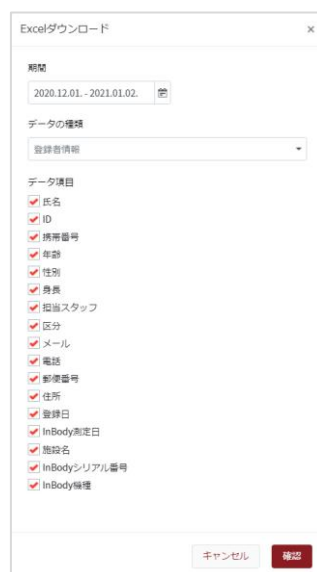 Excelダウンロード ×
期間
2020.12.01. - 2021.01.02.
データの種類
登録者情報
データ項目
氏名
ID
携帯番号
年齢
性別
身長
担当スタッフ
区分
メール
電話
郵便番号
住所
登録日
InBody測定日
施設名
InBodyシリアル番号
InBody機種
キャンセル 確認